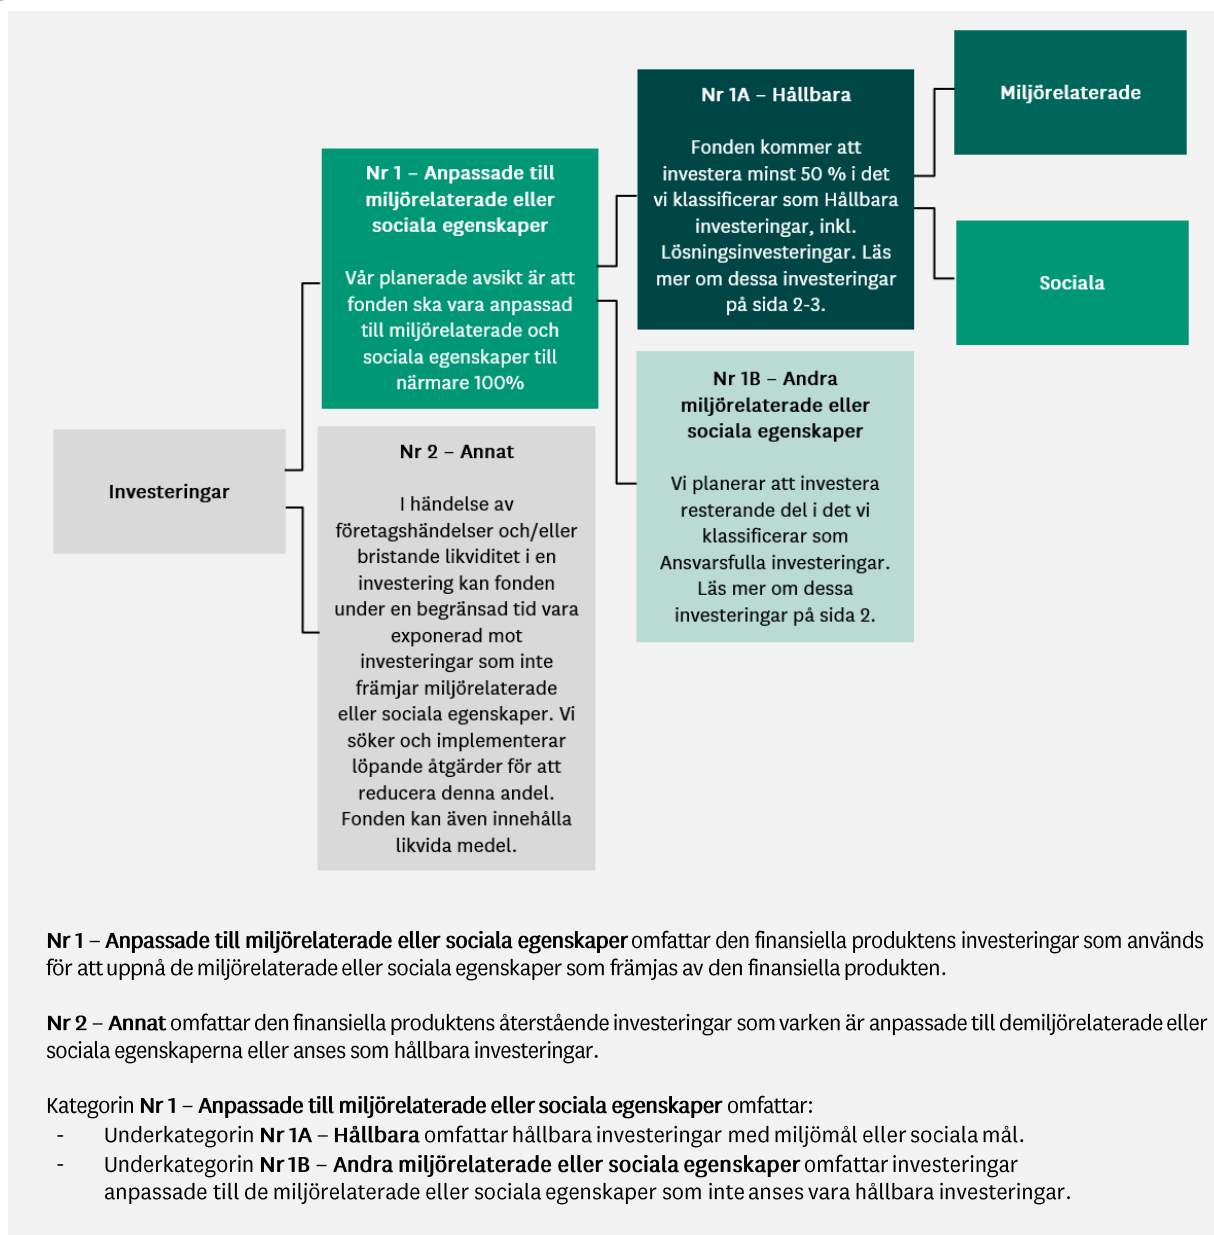 Investeringar
Nr 1 – Anpassade till
miljörelaterade eller
sociala egenskaper
Vår planerade avsikt är att
fonden ska vara anpassad
till miljörelaterade och
sociala egenskaper till
närmare 100%
Nr 2 – Annat
I händelse av
företagshändelser och/eller
bristande likviditet i en
investering kan fonden
under en begränsad tid vara
exponerad mot
investeringar som inte
främjar miljörelaterade
eller sociala egenskaper. Vi
söker och implementerar
löpande åtgärder för att
reducera denna andel.
Fonden kan även innehålla
likvida medel.
Nr 1A – Hållbara
Fonden kommer att
investera minst 50 % i det
vi klassificerar som Hållbara
investeringar, inkl.
Lösningsinvesteringar. Läs
mer om dessa investeringar
på sida 2-3.
Nr 1B – Andra
miljörelaterade eller
sociala egenskaper
Vi planerar att investera
resterande del i det vi
klassificerar som
Ansvarsfulla investeringar.
Läs mer om dessa
investeringar på sida 2.
Miljörelaterade
Sociala
Nr 1 – Anpassade till miljörelaterade eller sociala egenskaper omfattar den finansiella produktens investeringar som används
för att uppnå de miljörelaterade eller sociala egenskaper som främjas av den finansiella produkten.
Nr 2 – Annat omfattar den finansiella produktens återstående investeringar som varken är anpassade till demiljörelaterade eller
sociala egenskaperna eller anses som hållbara investeringar.
Kategorin Nr 1 – Anpassade till miljörelaterade eller sociala egenskaper omfattar:
- Underkategorin Nr 1A – Hållbara omfattar hållbara investeringar med miljömål eller sociala mål.
- Underkategorin Nr 1B – Andra miljörelaterade eller sociala egenskaper omfattar investeringar
anpassade till de miljörelaterade eller sociala egenskaper som inte anses vara hållbara investeringar.